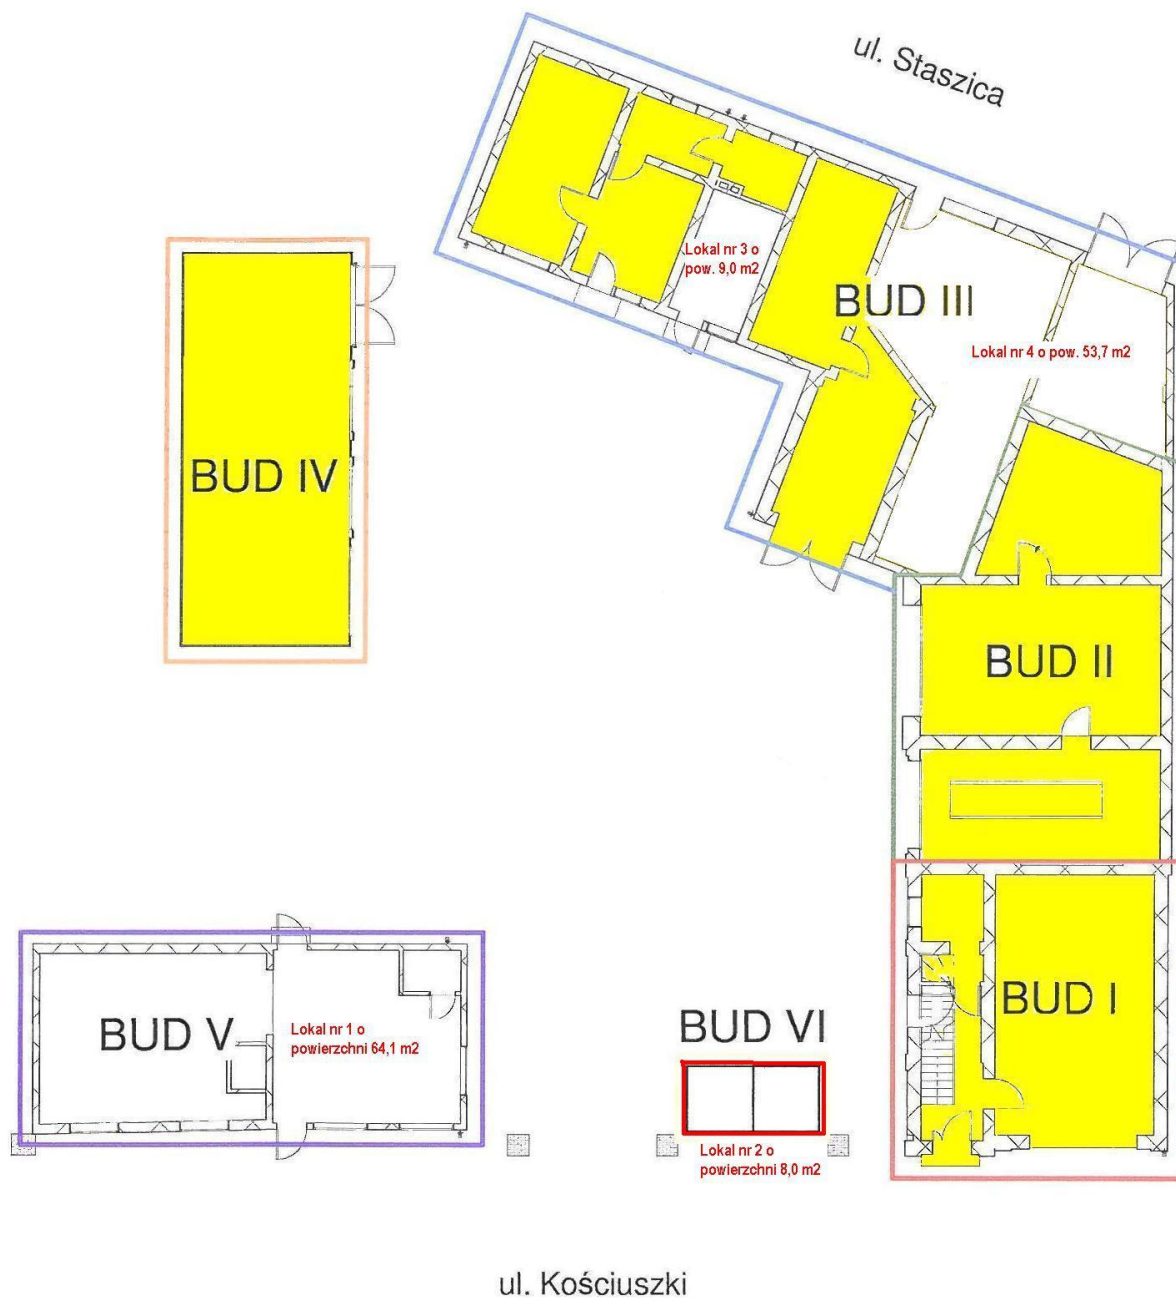 ul. Staszica
Lokal nr 3 o
pow. 9,0 m2
BUD III
Lokal nr 4 o pow. 53,7 m2
BUD IV
BUD II
BUD I
BUD V
Lokal nr 1 o
powierzchni 64,1 m2
BUD VI
Lokal nr 2 o
powierzchni 8,0 m2
ul. Kościuszki